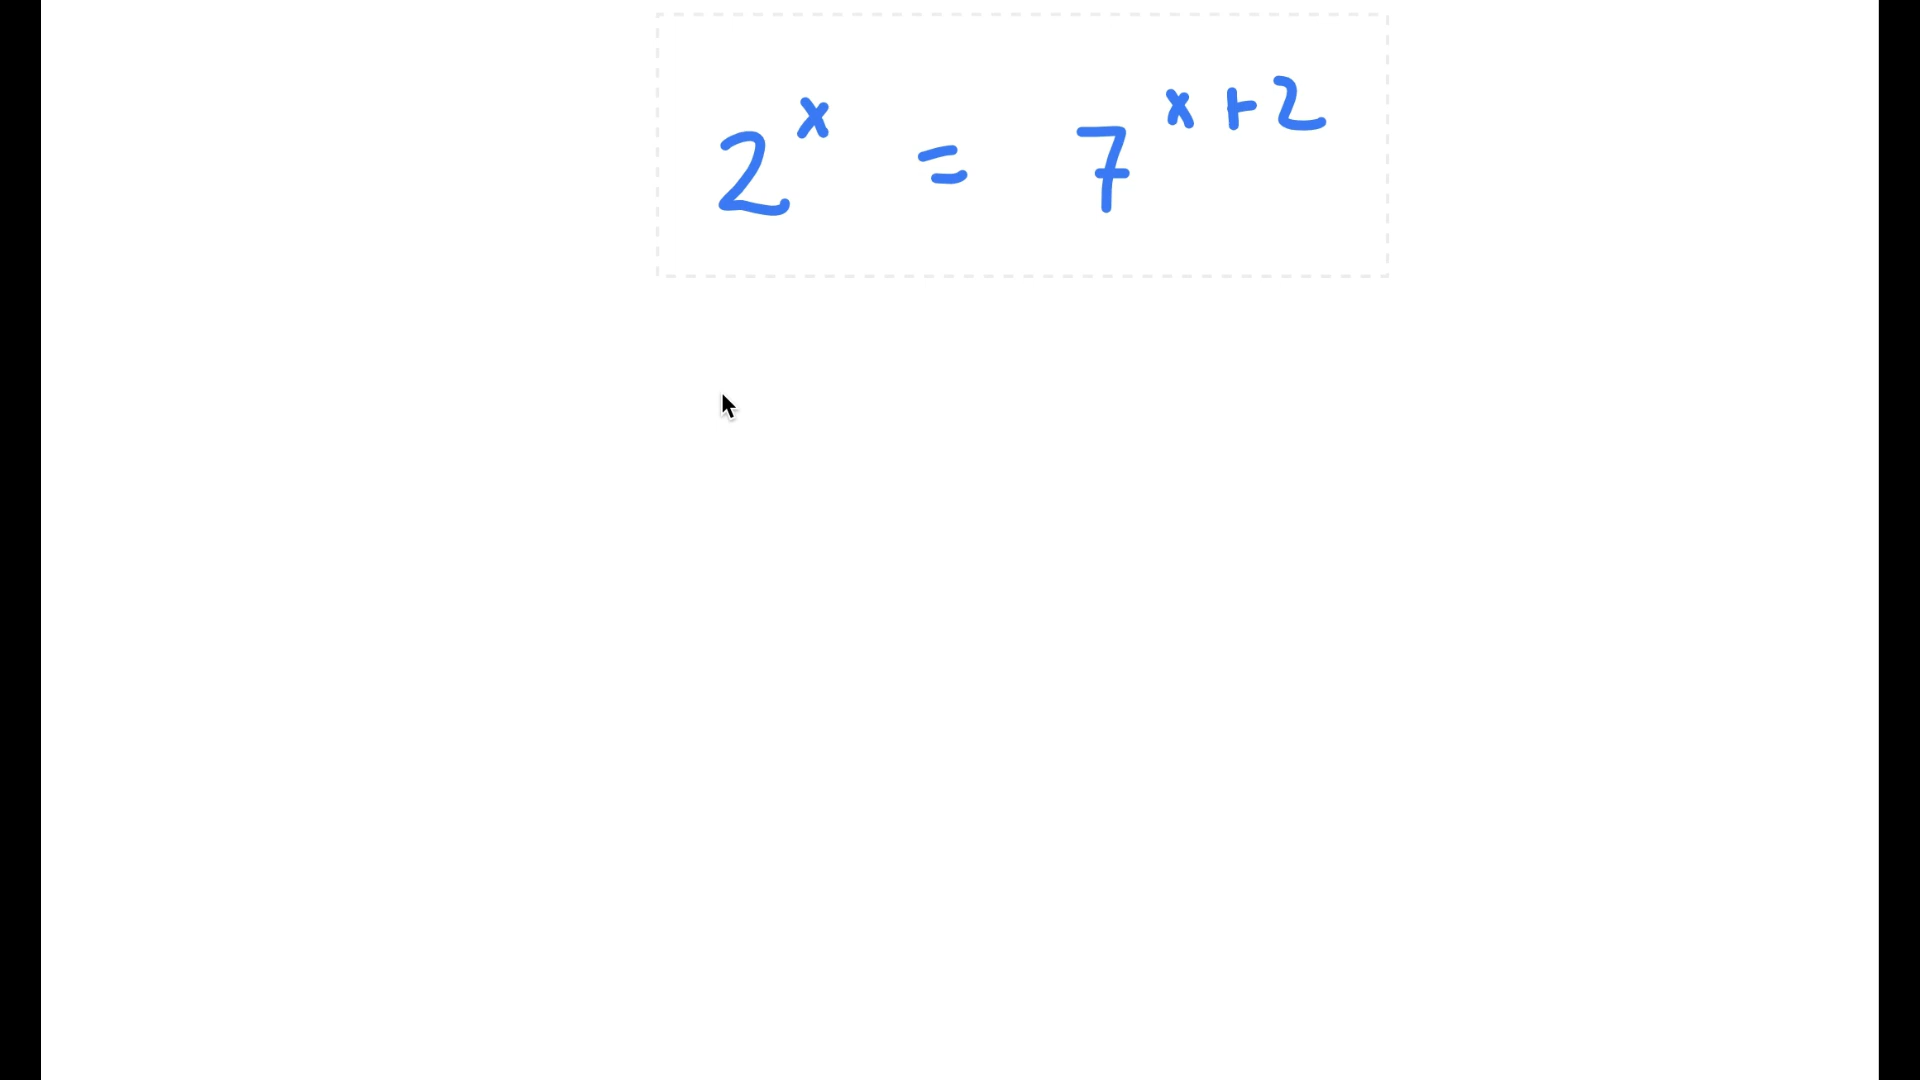 2^x = 7^{x+2}